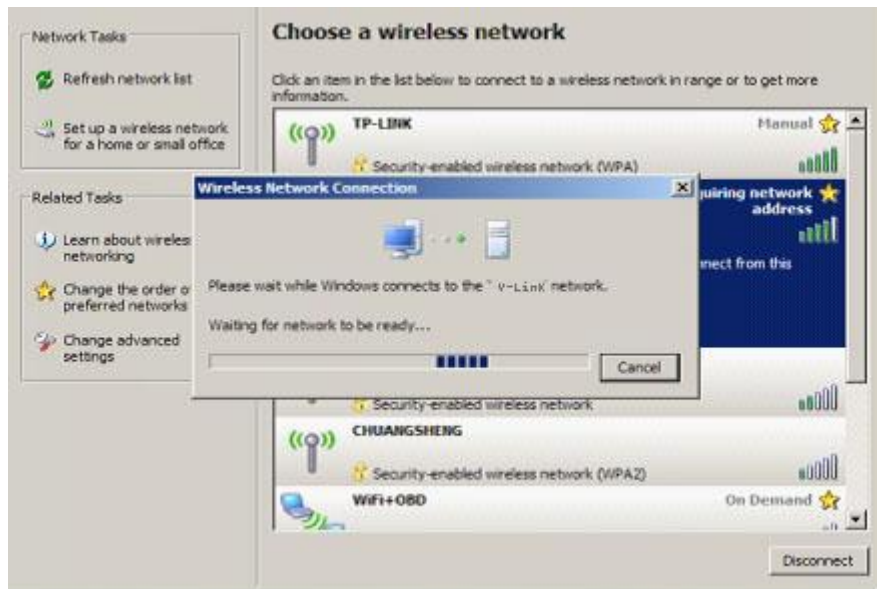 Network Tasks
Refresh network list
Set up a wireless network
for a home or small office
Related Tasks
Learn about wireles
networking
Change the order o
preferred networks
Change advanced
settings
Choose a wireless network
Click an item in the list below to connect to a wireless network in range or to get more
information.
TP-LINK
Manual
Security-enabled wireless network (WPA)
quiring network
address
nnect from this
Wireless Network Connection
Please wait while Windows connects to the `V-LinK` network.
Waiting for network to be ready...
Cancel
Security-enabled wireless network
CHUANGSHENG
Security-enabled wireless network (WPA2)
WiFi+OBD
On Demand
Disconnect